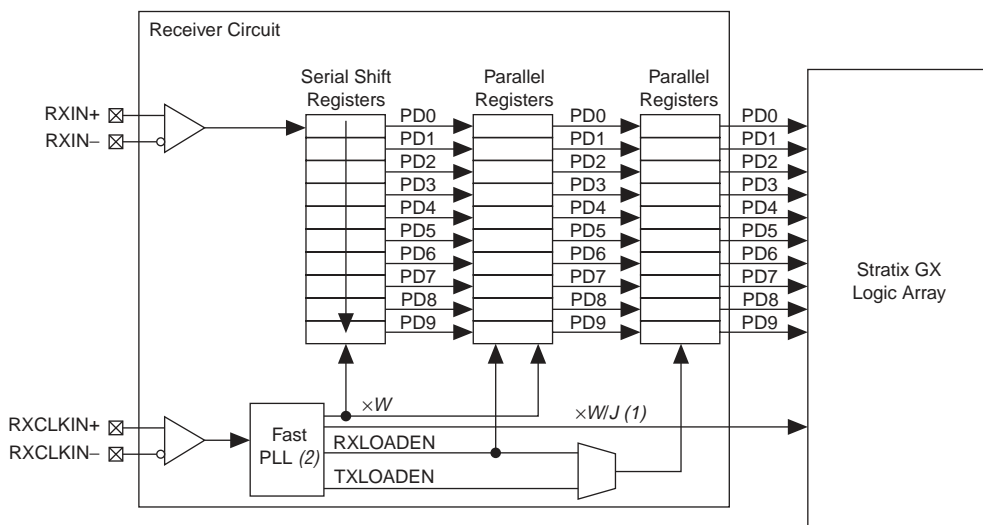 Receiver Circuit
Serial Shift Registers
Parallel Registers
Parallel Registers
RXIN+
RXIN–
PD0 PD0 PD0
PD1 PD1 PD1
PD2 PD2 PD2
PD3 PD3 PD3
PD4 PD4 PD4
PD5 PD5 PD5
PD6 PD6 PD6
PD7 PD7 PD7
PD8 PD8 PD8
PD9 PD9 PD9
Stratix GX
Logic Array
×W
×W/J (1)
RXCLKIN+
RXCLKIN–
Fast
PLL (2)
RXLOADEN
TXLOADEN